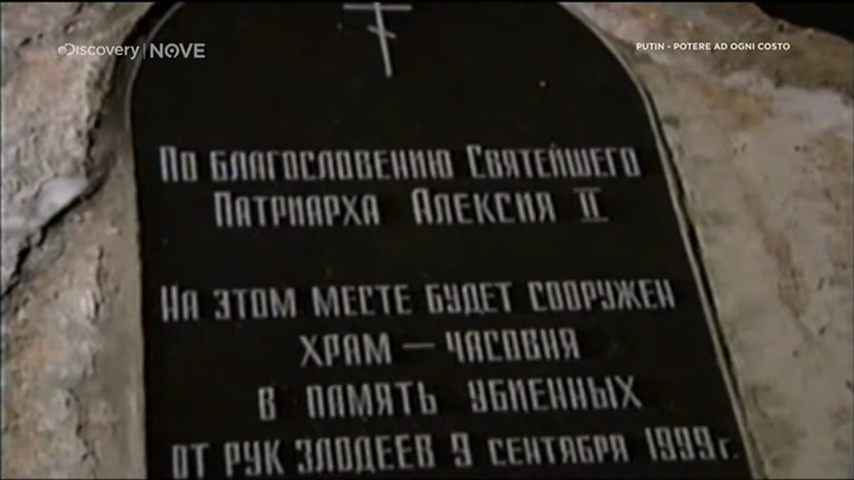 Discovery | NOVE
PUTIN - POTERE AD OGNI COSTO
По благословению Святейшего
Патриарха Алексия II
На этом месте будет сооружен
храм — часовня
в память убиенных
от рук злодеев 9 сентября 1999 г.